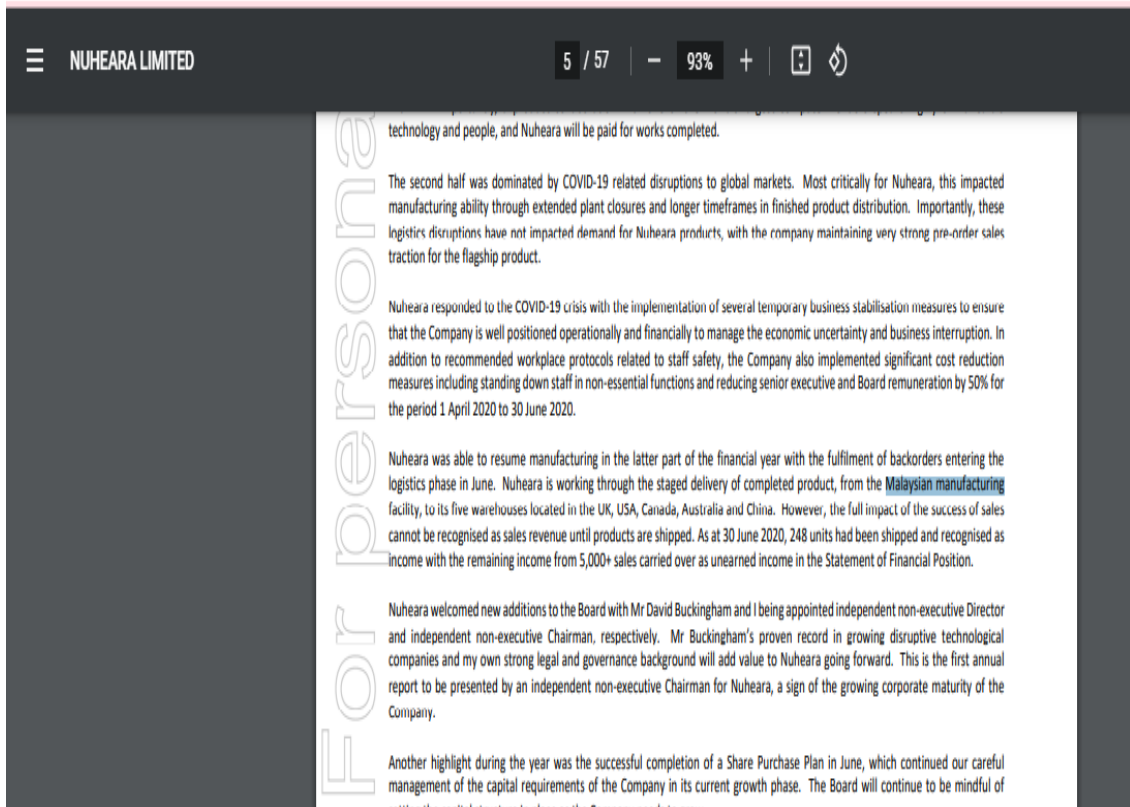 NUHEARA LIMITED
5 / 57
93%
technology and people, and Nuheara will be paid for works completed.
The second half was dominated by COVID-19 related disruptions to global markets. Most critically for Nuheara, this impacted
manufacturing ability through extended plant closures and longer timeframes in finished product distribution. Importantly, these
logistics disruptions have not impacted demand for Nuheara products, with the company maintaining very strong pre-order sales
traction for the flagship product.
Nuheara responded to the COVID-19 crisis with the implementation of several temporary business stabilisation measures to ensure
that the Company is well positioned operationally and financially to manage the economic uncertainty and business interruption. In
addition to recommended workplace protocols related to staff safety, the Company also implemented significant cost reduction
measures including standing down staff in non-essential functions and reducing senior executive and Board remuneration by 50% for
the period 1 April 2020 to 30 June 2020.
Nuheara was able to resume manufacturing in the latter part of the financial year with the fulfilment of backorders entering the
logistics phase in June. Nuheara is working through the staged delivery of completed product, from the Malaysian manufacturing
facility, to its five warehouses located in the UK, USA, Canada, Australia and China. However, the full impact of the success of sales
cannot be recognised as sales revenue until products are shipped. As at 30 June 2020, 248 units had been shipped and recognised as
income with the remaining income from 5,000+ sales carried over as unearned income in the Statement of Financial Position.
Nuheara welcomed new additions to the Board with Mr David Buckingham and I being appointed independent non-executive Director
and independent non-executive Chairman, respectively. Mr Buckingham's proven record in growing disruptive technological
companies and my own strong legal and governance background will add value to Nuheara going forward. This is the first annual
report to be presented by an independent non-executive Chairman for Nuheara, a sign of the growing corporate maturity of the
Company.
Another highlight during the year was the successful completion of a Share Purchase Plan in June, which continued our careful
management of the capital requirements of the Company in its current growth phase. The Board will continue to be mindful of
For persona